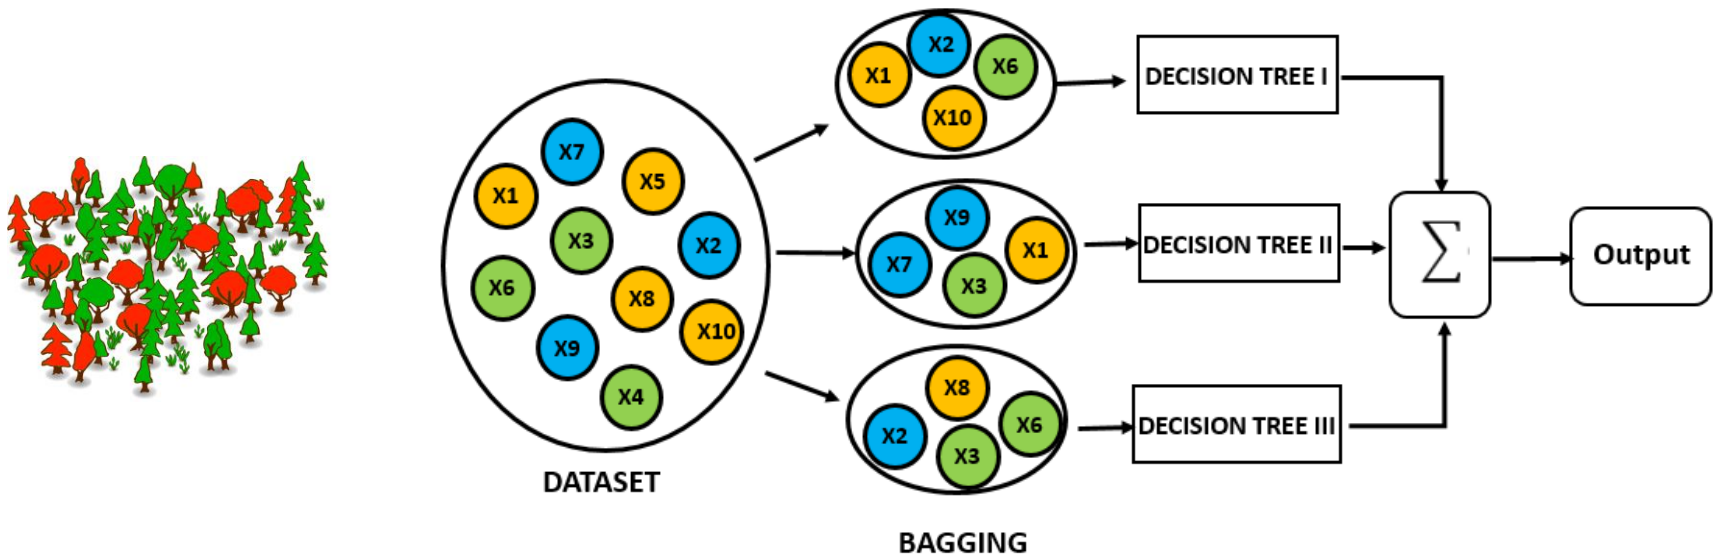 X7
X1
X5
X3
X2
X6
X8
X10
X9
X4
DATASET
X2
X1
X6
X10
X9
X7
X1
X3
X8
X2
X6
X3
BAGGING
DECISION TREE I
DECISION TREE II
DECISION TREE III
∑
Output